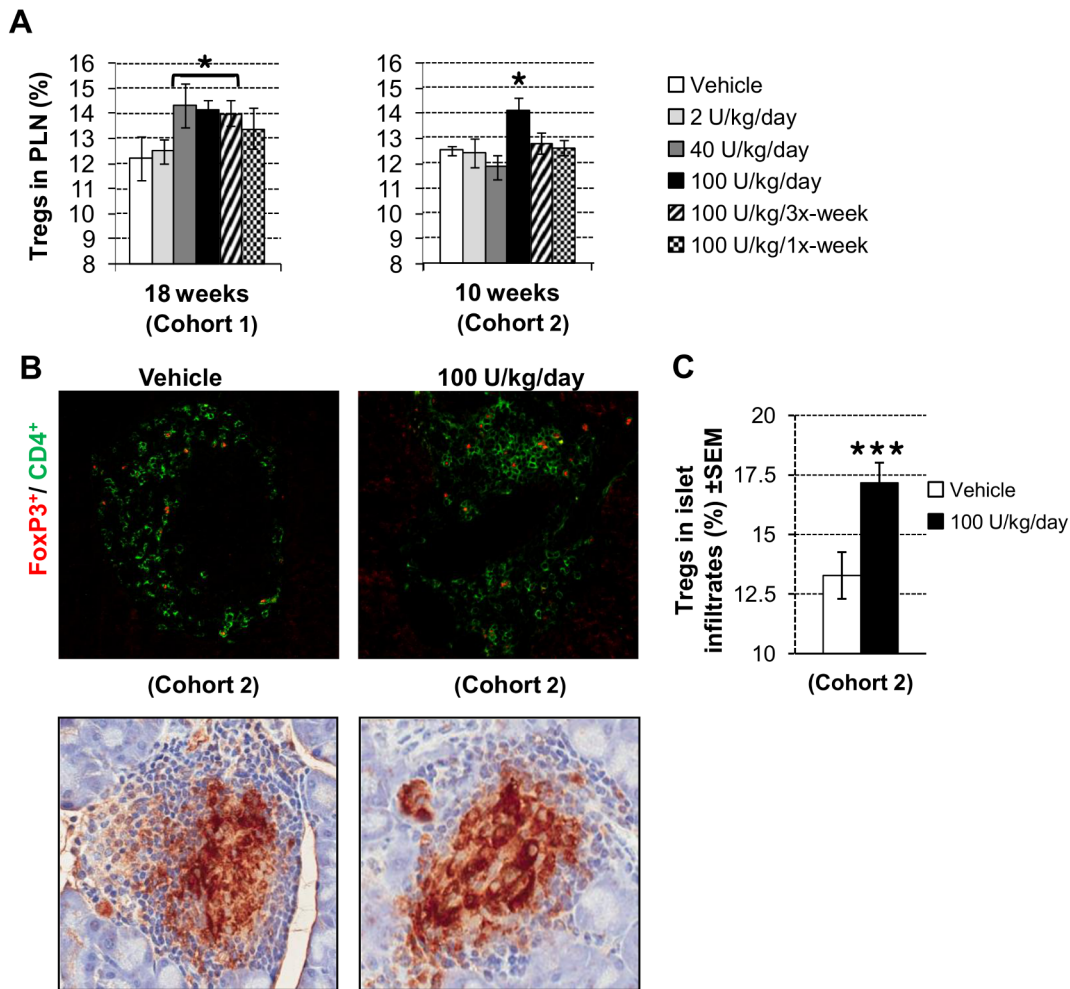 A
Tregs in PLN (%)
16
15
14
13
12
11
10
9
8
*
18 weeks
(Cohort 1)
16
15
14
13
12
11
10
9
8
*
10 weeks
(Cohort 2)
Vehicle
2 U/kg/day
40 U/kg/day
100 U/kg/day
100 U/kg/3x-week
100 U/kg/1x-week
B
Vehicle
100 U/kg/day
FoxP3⁺/ CD4⁺
(Cohort 2)
(Cohort 2)
C
Tregs in islet
infiltrates (%) ±SEM
20
17.5
15
12.5
10
***
(Cohort 2)
Vehicle
100 U/kg/day